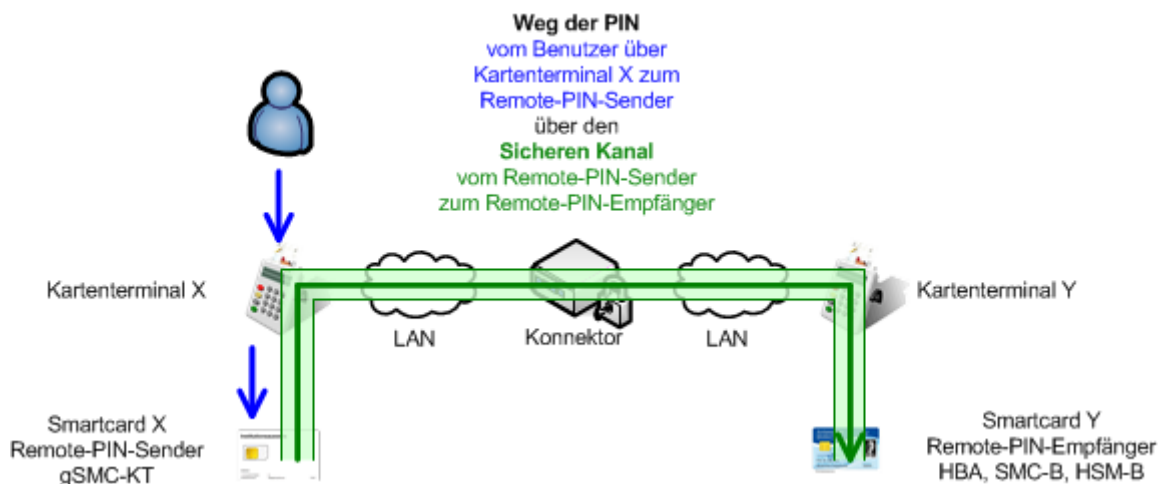 Weg der PIN
vom Benutzer über
Kartenterminal X zum
Remote-PIN-Sender
über den
Sicheren Kanal
vom Remote-PIN-Sender
zum Remote-PIN-Empfänger
Kartenterminal X
Kartenterminal Y
LAN
Konnektor
LAN
Smartcard X
Remote-PIN-Sender
gSMC-KT
Smartcard Y
Remote-PIN-Empfänger
HBA, SMC-B, HSM-B